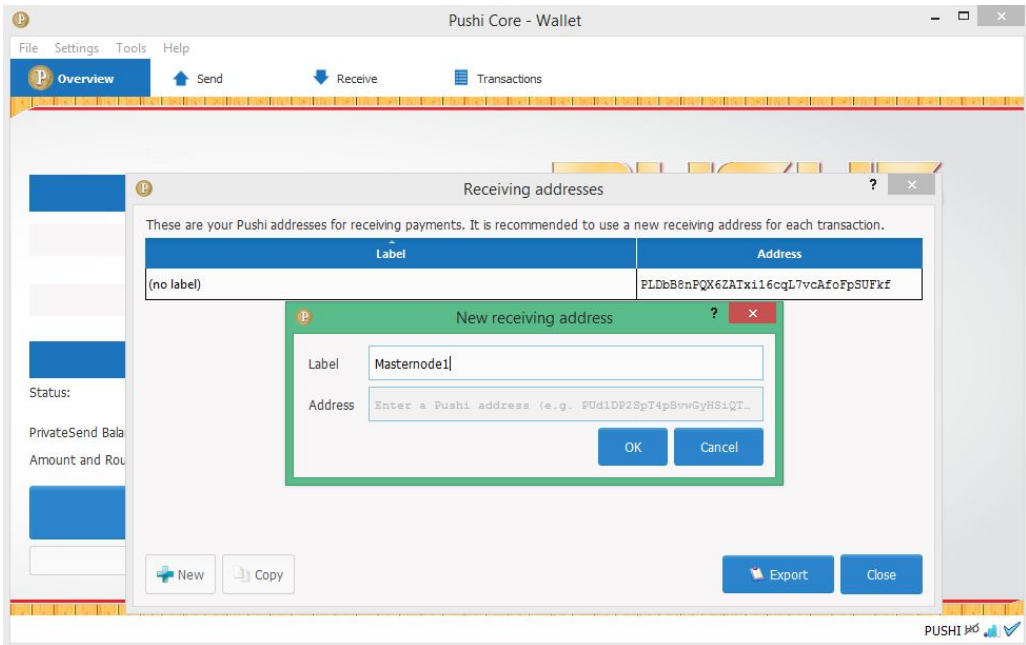 Pushi Core - Wallet
File Settings Tools Help
Overview Send Receive Transactions
Receiving addresses
These are your Pushi addresses for receiving payments. It is recommended to use a new receiving address for each transaction.
Label Address
(no label) PLDbB8nPQX6ZATxi16cqL7vcAfoFpSUFkf
New receiving address
Label Masternode1
Address Enter a Pushi address (e.g. PUd1DP2SpT4pBvwGyHSiQT…
OK Cancel
Status:
PrivateSend Bala
Amount and Rou
New Copy Export Close
PUSHI HD